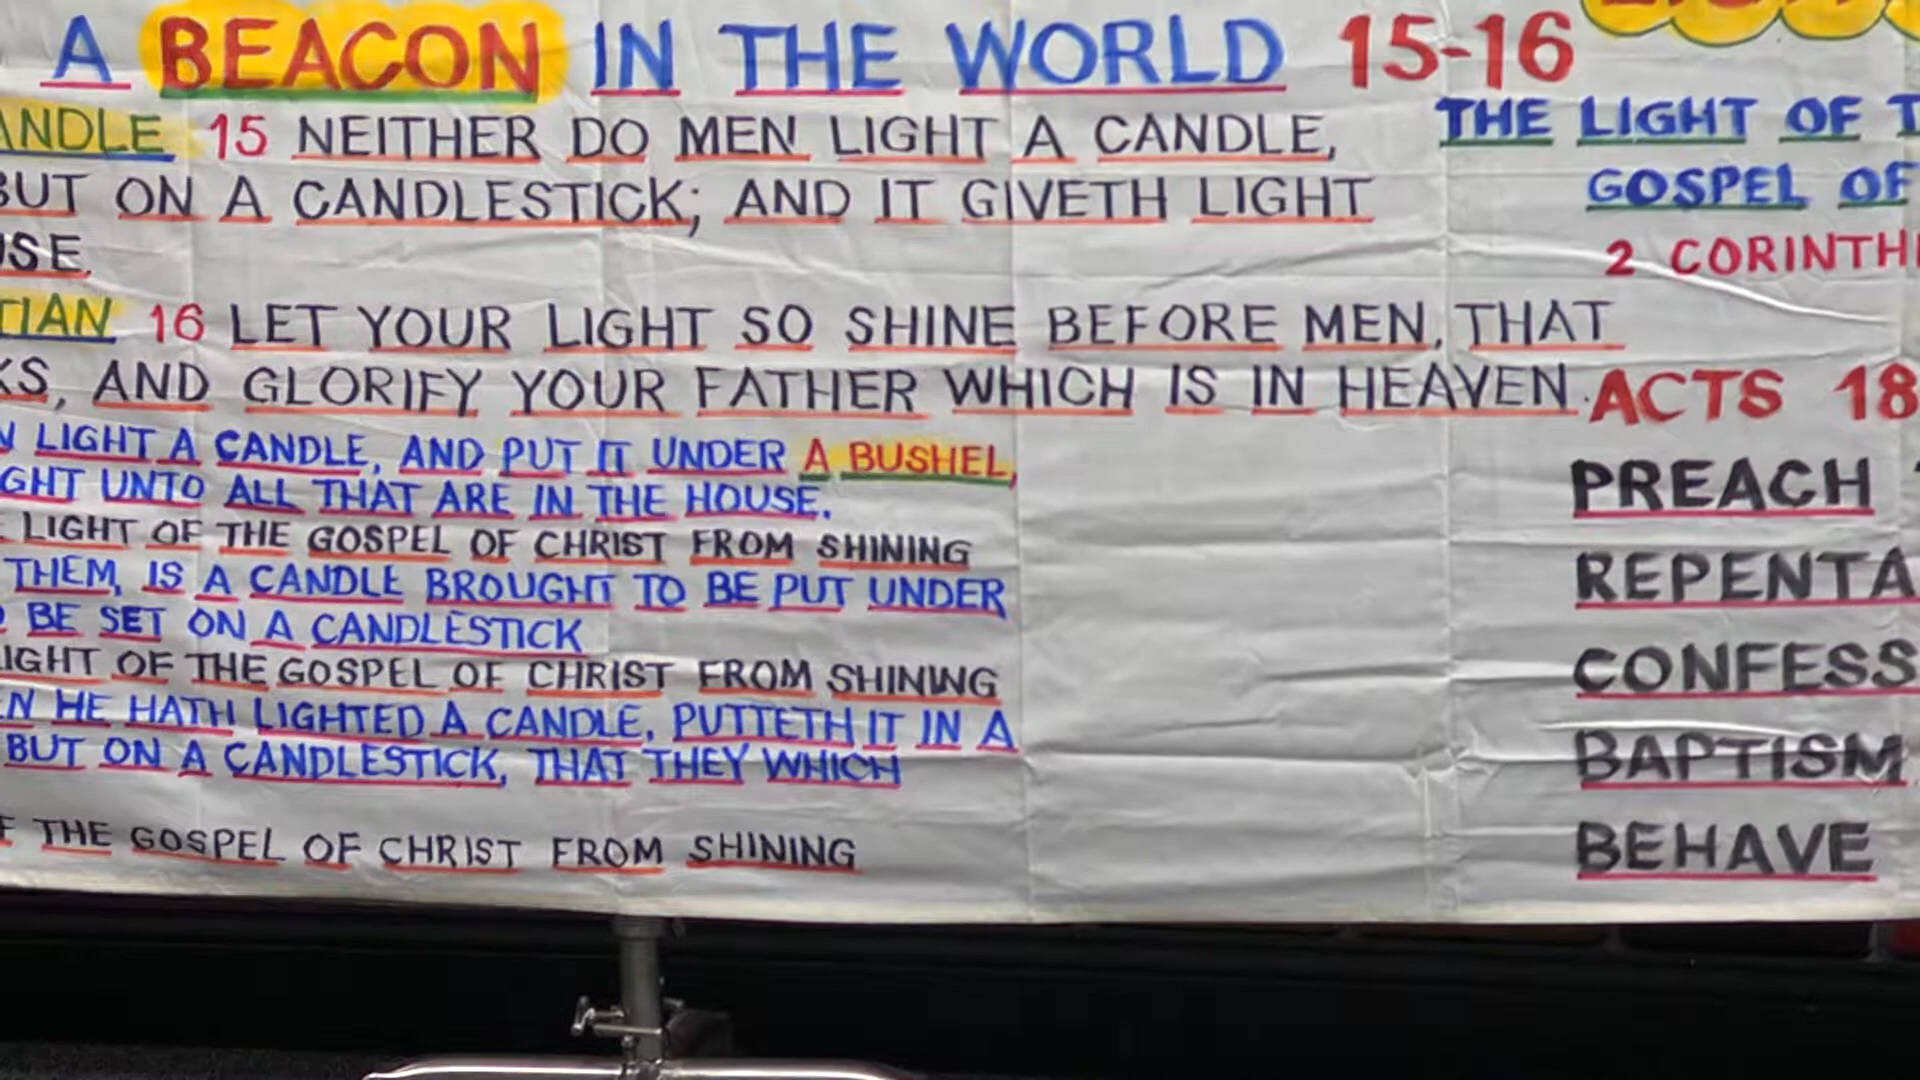 A BEACON IN THE WORLD 15-16
ANDLE 15 NEITHER DO MEN LIGHT A CANDLE,
BUT ON A CANDLESTICK; AND IT GIVETH LIGHT
USE.
TIAN 16 LET YOUR LIGHT SO SHINE BEFORE MEN, THAT
KS, AND GLORIFY YOUR FATHER WHICH IS IN HEAVEN.
N LIGHT A CANDLE, AND PUT IT UNDER A BUSHEL,
GHT UNTO ALL THAT ARE IN THE HOUSE.
E LIGHT OF THE GOSPEL OF CHRIST FROM SHINING
THEM, IS A CANDLE BROUGHT TO BE PUT UNDER
O BE SET ON A CANDLESTICK
IGHT OF THE GOSPEL OF CHRIST FROM SHINING
EN HE HATH LIGHTED A CANDLE, PUTTETH IT IN A
BUT ON A CANDLESTICK, THAT THEY WHICH
F THE GOSPEL OF CHRIST FROM SHINING
THE LIGHT OF T
GOSPEL OF
2 CORINTHI
ACTS 18
PREACH
REPENTA
CONFESS
BAPTISM
BEHAVE